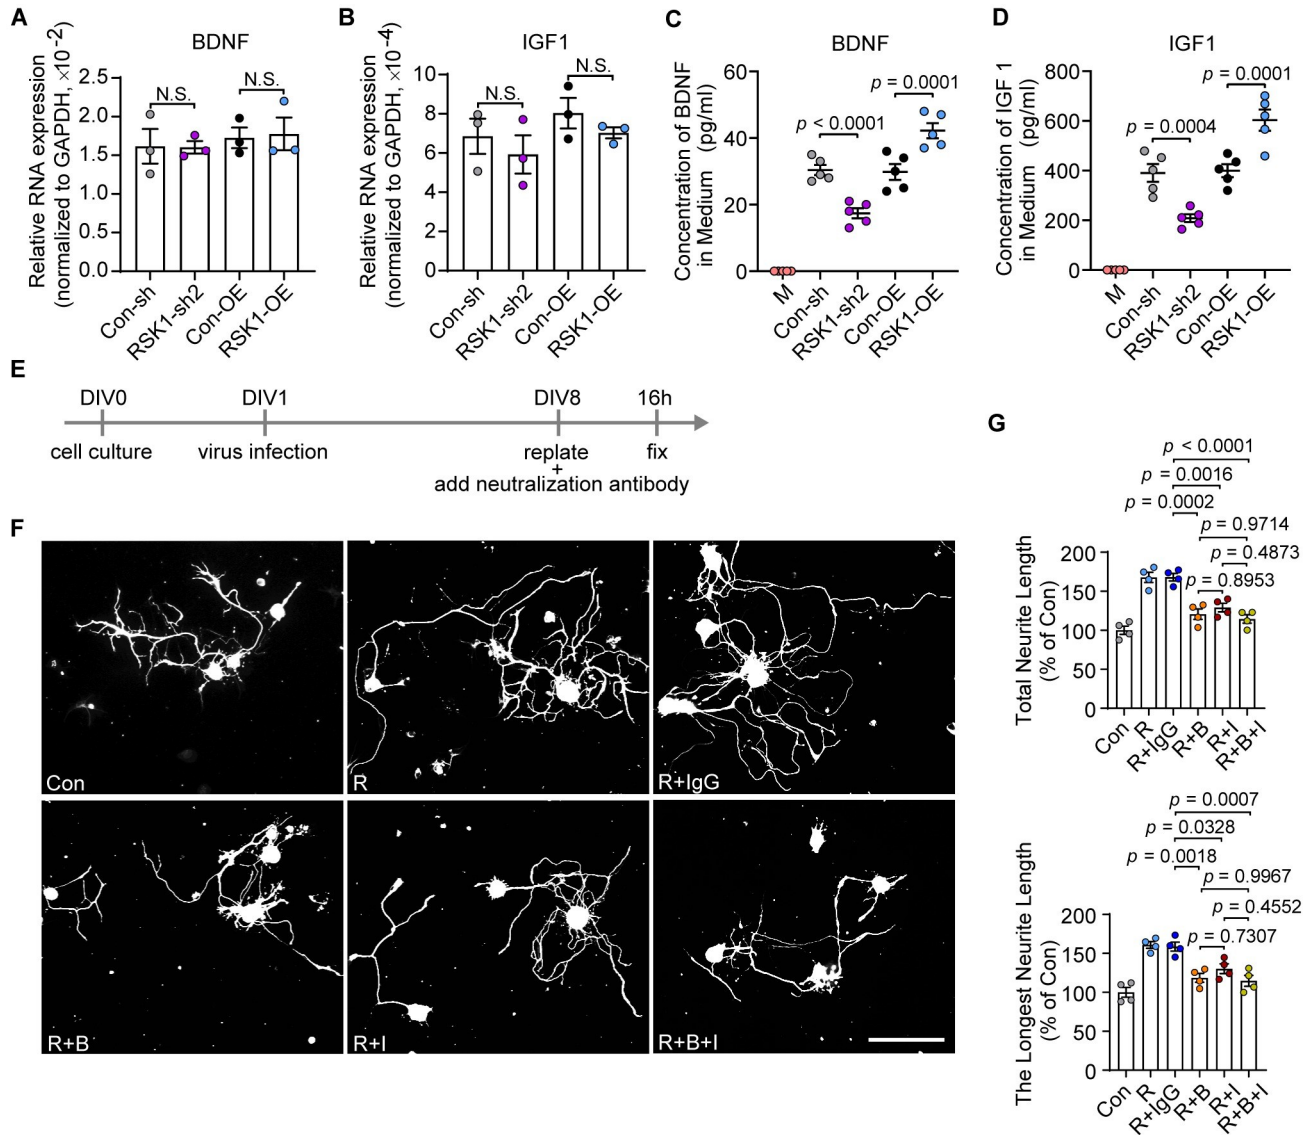 A
BDNF
Relative RNA expression
(normalized to GAPDH, ×10-2)
2.5
2.0
1.5
1.0
0.5
0.0
N.S.
N.S.
Con-sh
RSK1-sh2
Con-OE
RSK1-OE
B
IGF1
Relative RNA expression
(normalized to GAPDH, ×10-4)
10
8
6
4
2
0
N.S.
N.S.
Con-sh
RSK1-sh2
Con-OE
RSK1-OE
C
BDNF
Concentration of BDNF
in Medium (pg/ml)
60
40
20
0
p = 0.0001
p < 0.0001
M
Con-sh
RSK1-sh2
Con-OE
RSK1-OE
D
IGF1
Concentration of IGF 1
in Medium (pg/ml)
800
600
400
200
0
p = 0.0001
p = 0.0004
M
Con-sh
RSK1-sh2
Con-OE
RSK1-OE
E
DIV0
DIV1
DIV8
16h
cell culture
virus infection
replate
+
add neutralization antibody
fix
F
Con
R
R+IgG
R+B
R+I
R+B+I
G
p < 0.0001
p = 0.0016
p = 0.0002
p = 0.9714
p = 0.4873
p = 0.8953
Total Neurite Length
(% of Con)
200
150
100
50
0
Con
R
R+IgG
R+B
R+I
R+B+I
p = 0.0007
p = 0.0328
p = 0.0018
p = 0.9967
p = 0.4552
p = 0.7307
The Longest Neurite Length
(% of Con)
200
150
100
50
0
Con
R
R+IgG
R+B
R+I
R+B+I